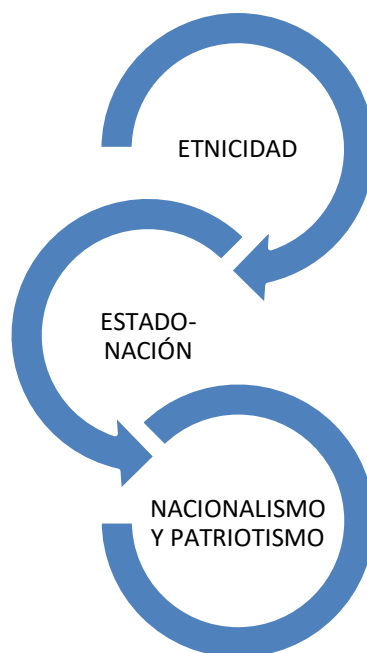 ETNICIDAD
ESTADO-
NACIÓN
NACIONALISMO
Y PATRIOTISMO